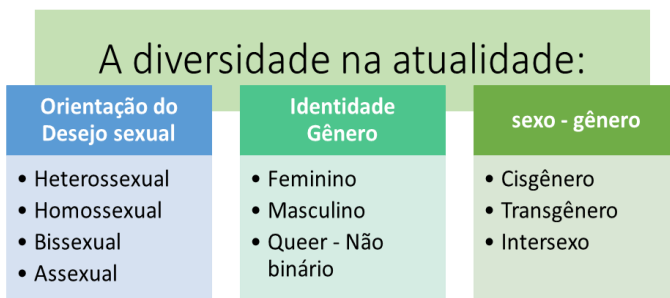 A diversidade na atualidade:
Orientação do
Desejo sexual
• Heterossexual
• Homossexual
• Bissexual
• Assexual
Identidade
Gênero
• Feminino
• Masculino
• Queer - Não
binário
sexo - gênero
• Cisgênero
• Transgênero
• Intersexo